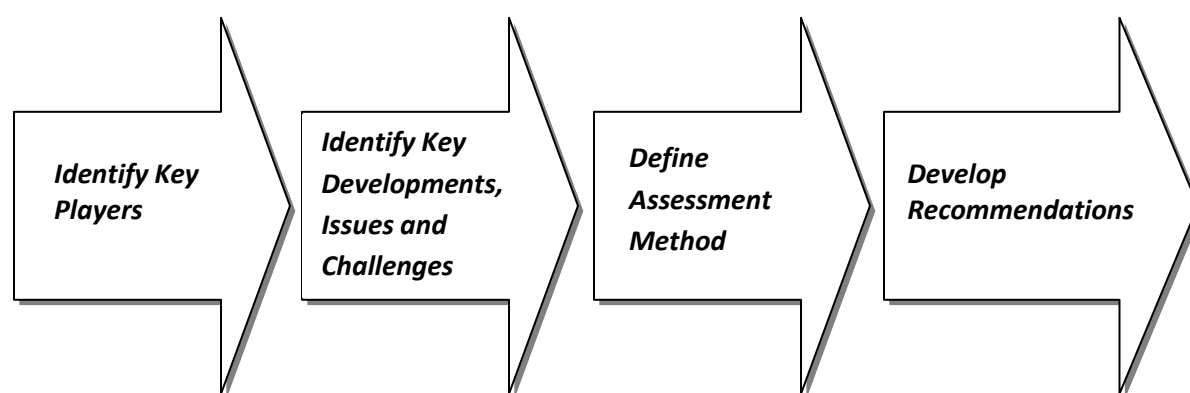 Identify Key
Players
Identify Key
Developments,
Issues and
Challenges
Define
Assessment
Method
Develop
Recommendations